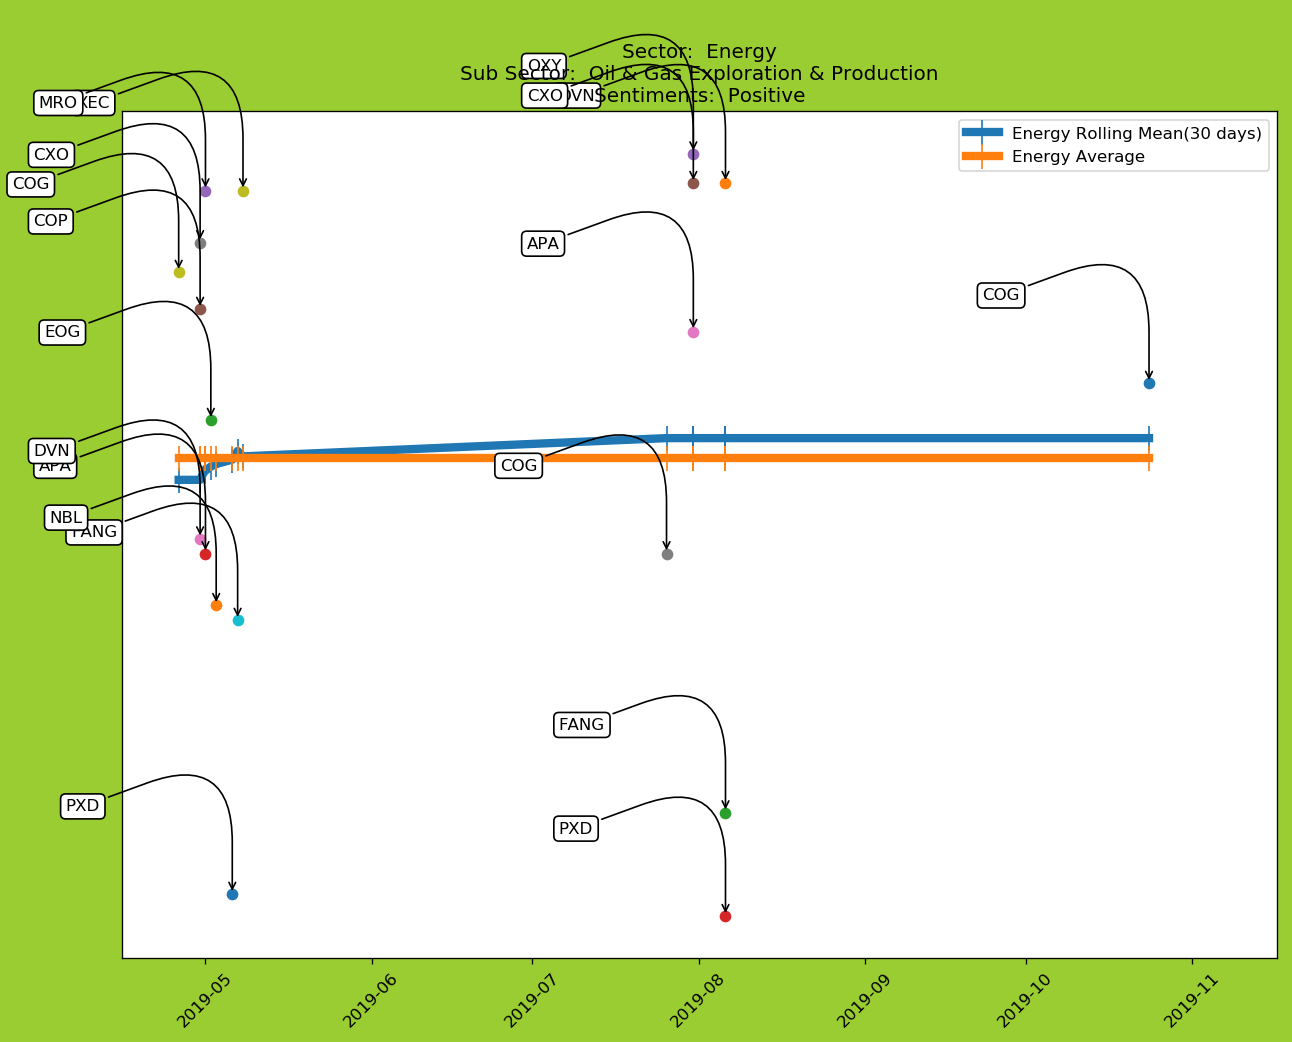 Sector:  Energy
Sub Sector:  Oil & Gas Exploration & Production
Sentiments:  Positive
OXY
CXO
DVN
MRO
XEC
CXO
COG
COP
EOG
DVN
APA
NBL
FANG
PXD
APA
COG
COG
FANG
PXD
Energy Rolling Mean(30 days)
Energy Average
2019-05
2019-06
2019-07
2019-08
2019-09
2019-10
2019-11